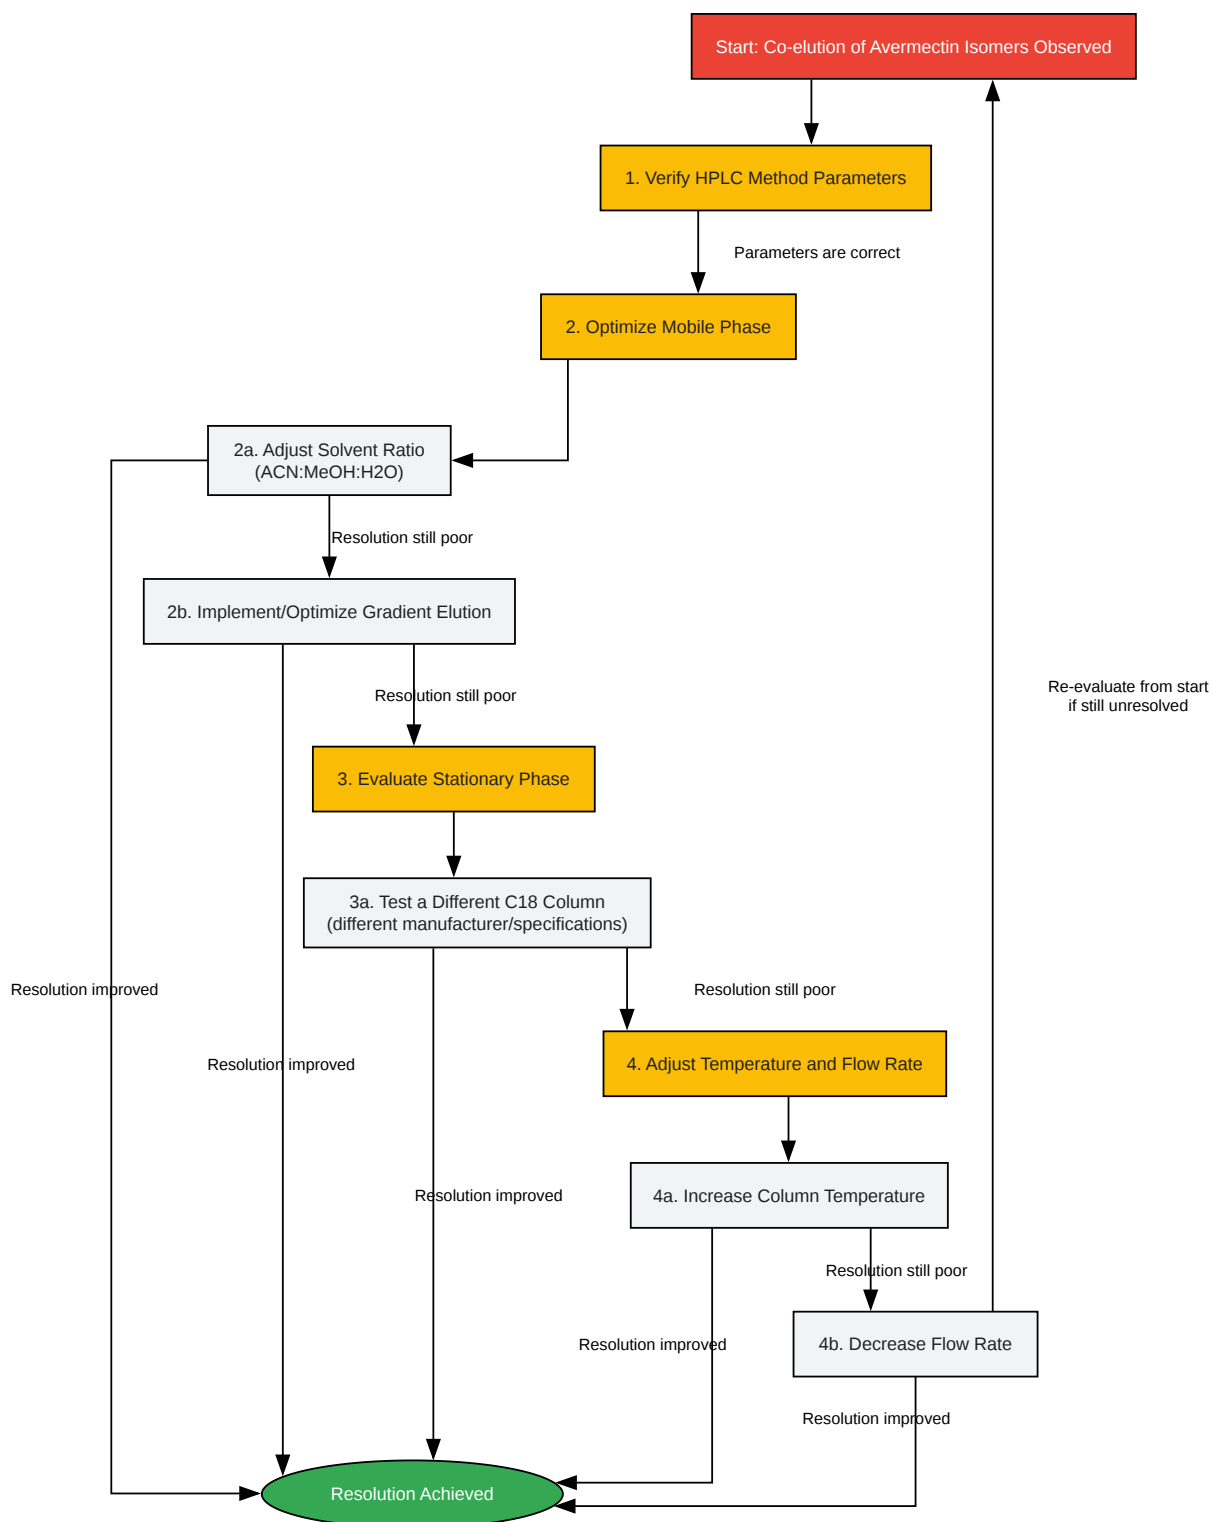 Start: Co-elution of Avermectin Isomers Observed
1. Verify HPLC Method Parameters
Parameters are correct
2. Optimize Mobile Phase
2a. Adjust Solvent Ratio
(ACN:MeOH:H2O)
Resolution still poor
2b. Implement/Optimize Gradient Elution
Resolution still poor
Re-evaluate from start
if still unresolved
3. Evaluate Stationary Phase
3a. Test a Different C18 Column
(different manufacturer/specifications)
Resolution improved
Resolution still poor
Resolution improved
4. Adjust Temperature and Flow Rate
Resolution improved
4a. Increase Column Temperature
Resolution still poor
Resolution improved
4b. Decrease Flow Rate
Resolution improved
Resolution Achieved